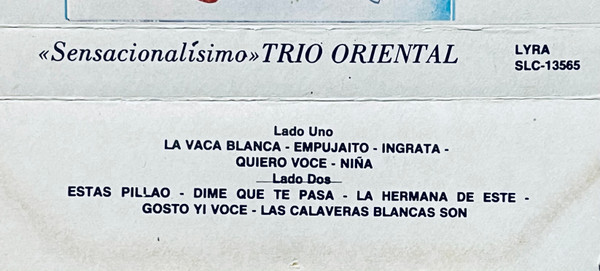 «Sensacionalísimo» TRIO ORIENTAL
LYRA
SLC-13565
Lado Uno
LA VACA BLANCA - EMPUJAITO - INGRATA -
QUIERO VOCE - NIÑA
Lado Dos
ESTAS PILLAO - DIME QUE TE PASA - LA HERMANA DE ESTE -
GOSTO YI VOCE - LAS CALAVERAS BLANCAS SON